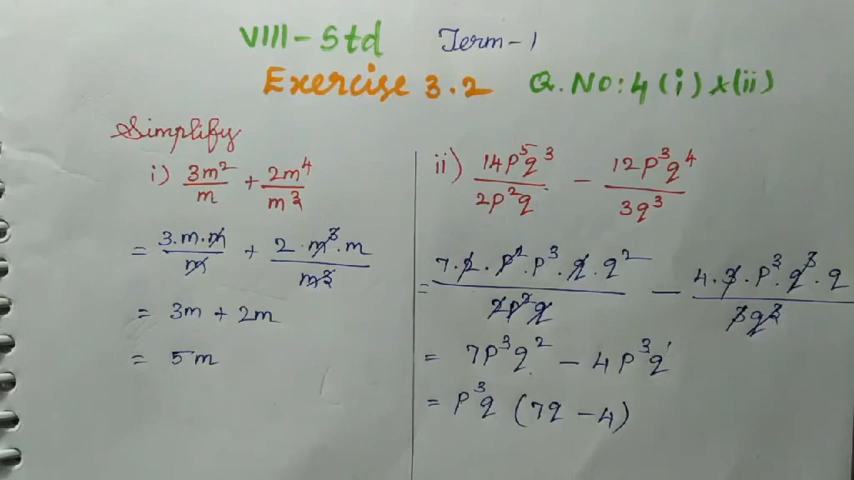 VIII - Std Term - 1
Exercise 3.2 Q.No: 4 (i) & (ii)
Simplify
i) 3m²/m + 2m⁴/m³
= 3.m.m/m + 2.m³.m/m³
= 3m + 2m
= 5m
ii) 14p⁵q³/2p²q - 12p³q⁴/3q³
= 7.2.p².p³.q.q²/2p²q - 4.3.p³.q³.q/3q³
= 7p³q² - 4p³q¹
= p³q (7q - 4)